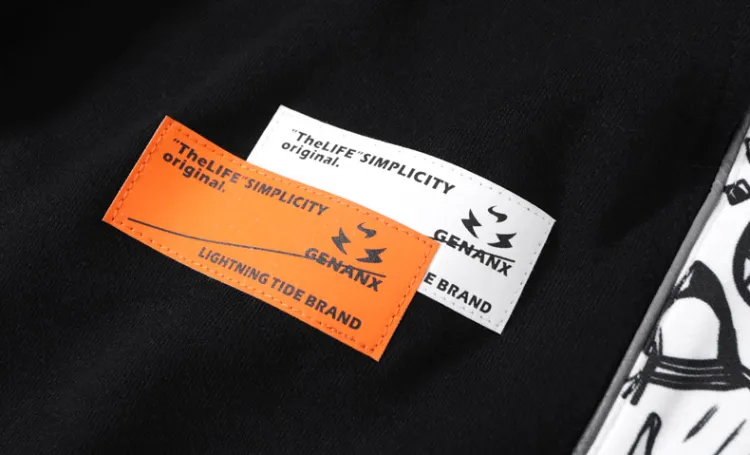 "TheLIFE"SIMPLICITY
original.
GENANX
LIGHTNING TIDE BRAND
"TheLIFE"SIMPLICITY
original.
GENANX
E BRAND